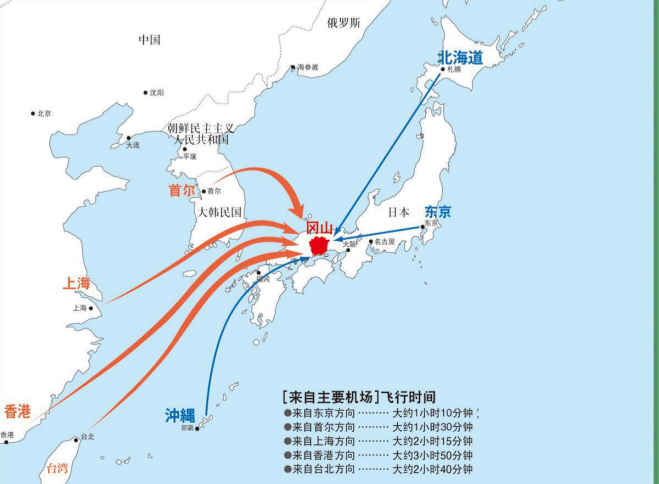 俄罗斯
中国
北海道
札幌
海参藏
沈阳
北京
大连
朝鲜民主主义
人民共和国
平壤
首尔
首尔
大韩民国
日本
东京
东京
冈山
大阪
名古屋
福冈
上海
上海
香港
香港
台北
台湾
沖縄
那霸
[来自主要机场]飞行时间
●来自东京方向 ········· 大约1小时10分钟
●来自首尔方向 ········· 大约1小时30分钟
●来自上海方向 ········· 大约2小时15分钟
●来自香港方向 ········· 大约3小时50分钟
●来自台北方向 ········· 大约2小时40分钟